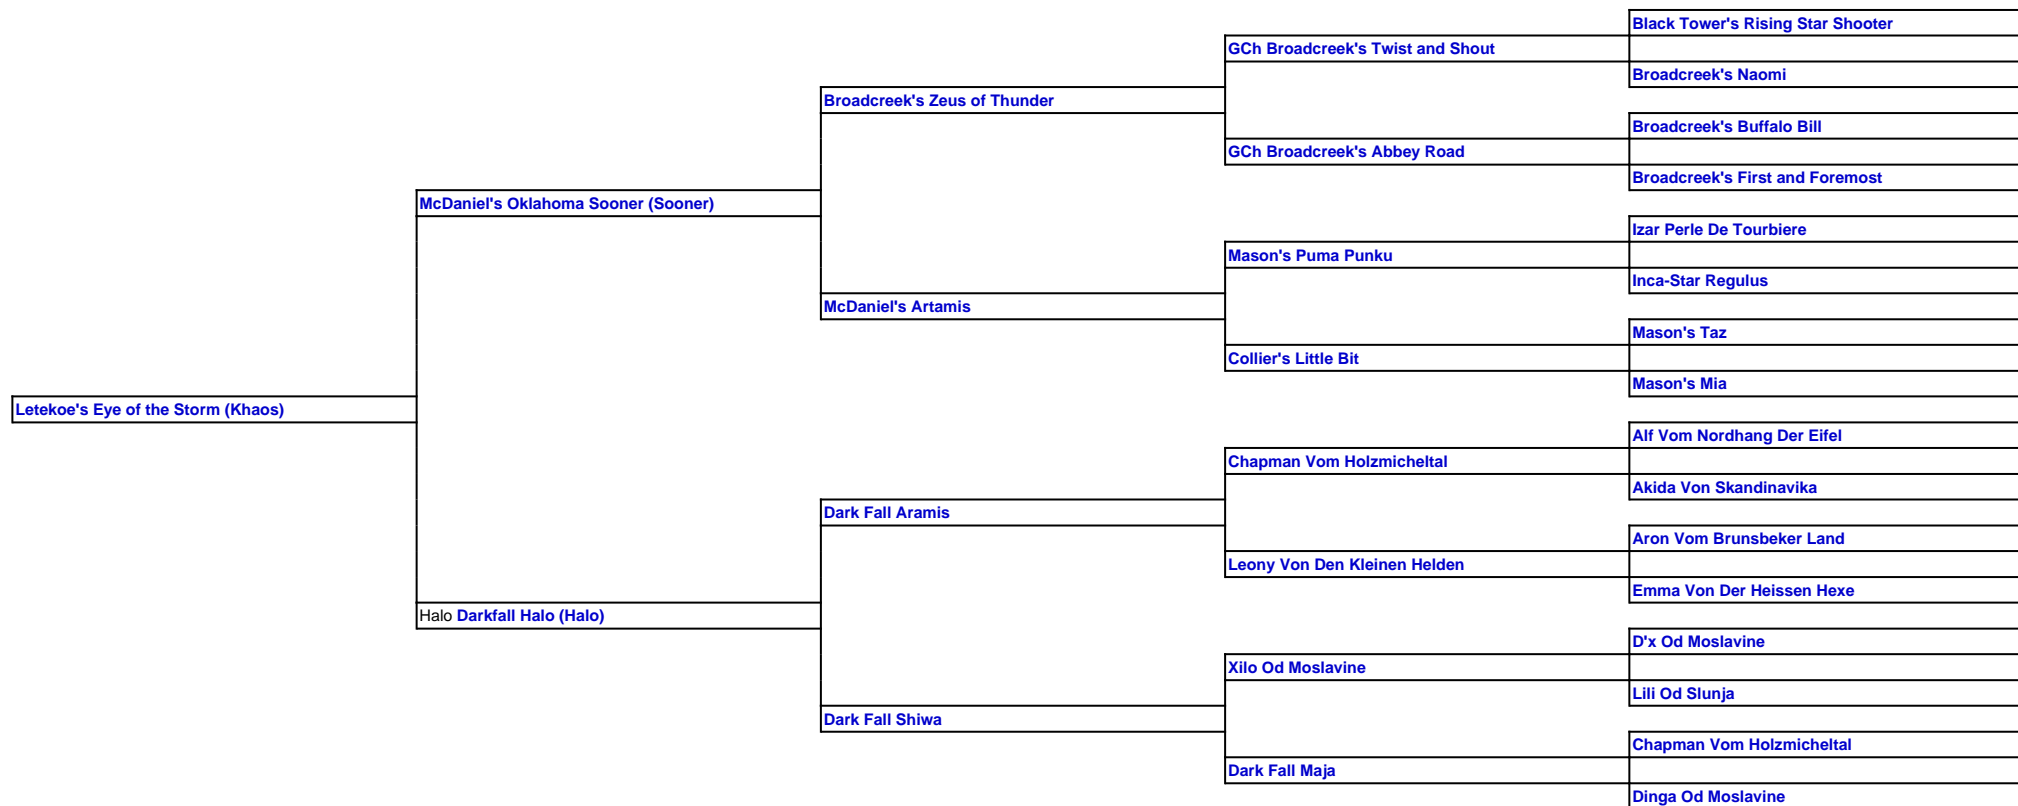 Black Tower's Rising Star Shooter
GCh Broadcreek's Twist and Shout
Broadcreek's Naomi
Broadcreek's Zeus of Thunder
Broadcreek's Buffalo Bill
GCh Broadcreek's Abbey Road
Broadcreek's First and Foremost
McDaniel's Oklahoma Sooner (Sooner)
Izar Perle De Tourbiere
Mason's Puma Punku
Inca-Star Regulus
McDaniel's Artamis
Mason's Taz
Collier's Little Bit
Mason's Mia
Letekoe's Eye of the Storm (Khaos)
Alf Vom Nordhang Der Eifel
Chapman Vom Holzmicheltal
Akida Von Skandinavika
Dark Fall Aramis
Aron Vom Brunsbeker Land
Leony Von Den Kleinen Helden
Emma Von Der Heissen Hexe
Halo Darkfall Halo (Halo)
D'x Od Moslavine
Xilo Od Moslavine
Lili Od Slunja
Dark Fall Shiwa
Chapman Vom Holzmicheltal
Dark Fall Maja
Dinga Od Moslavine